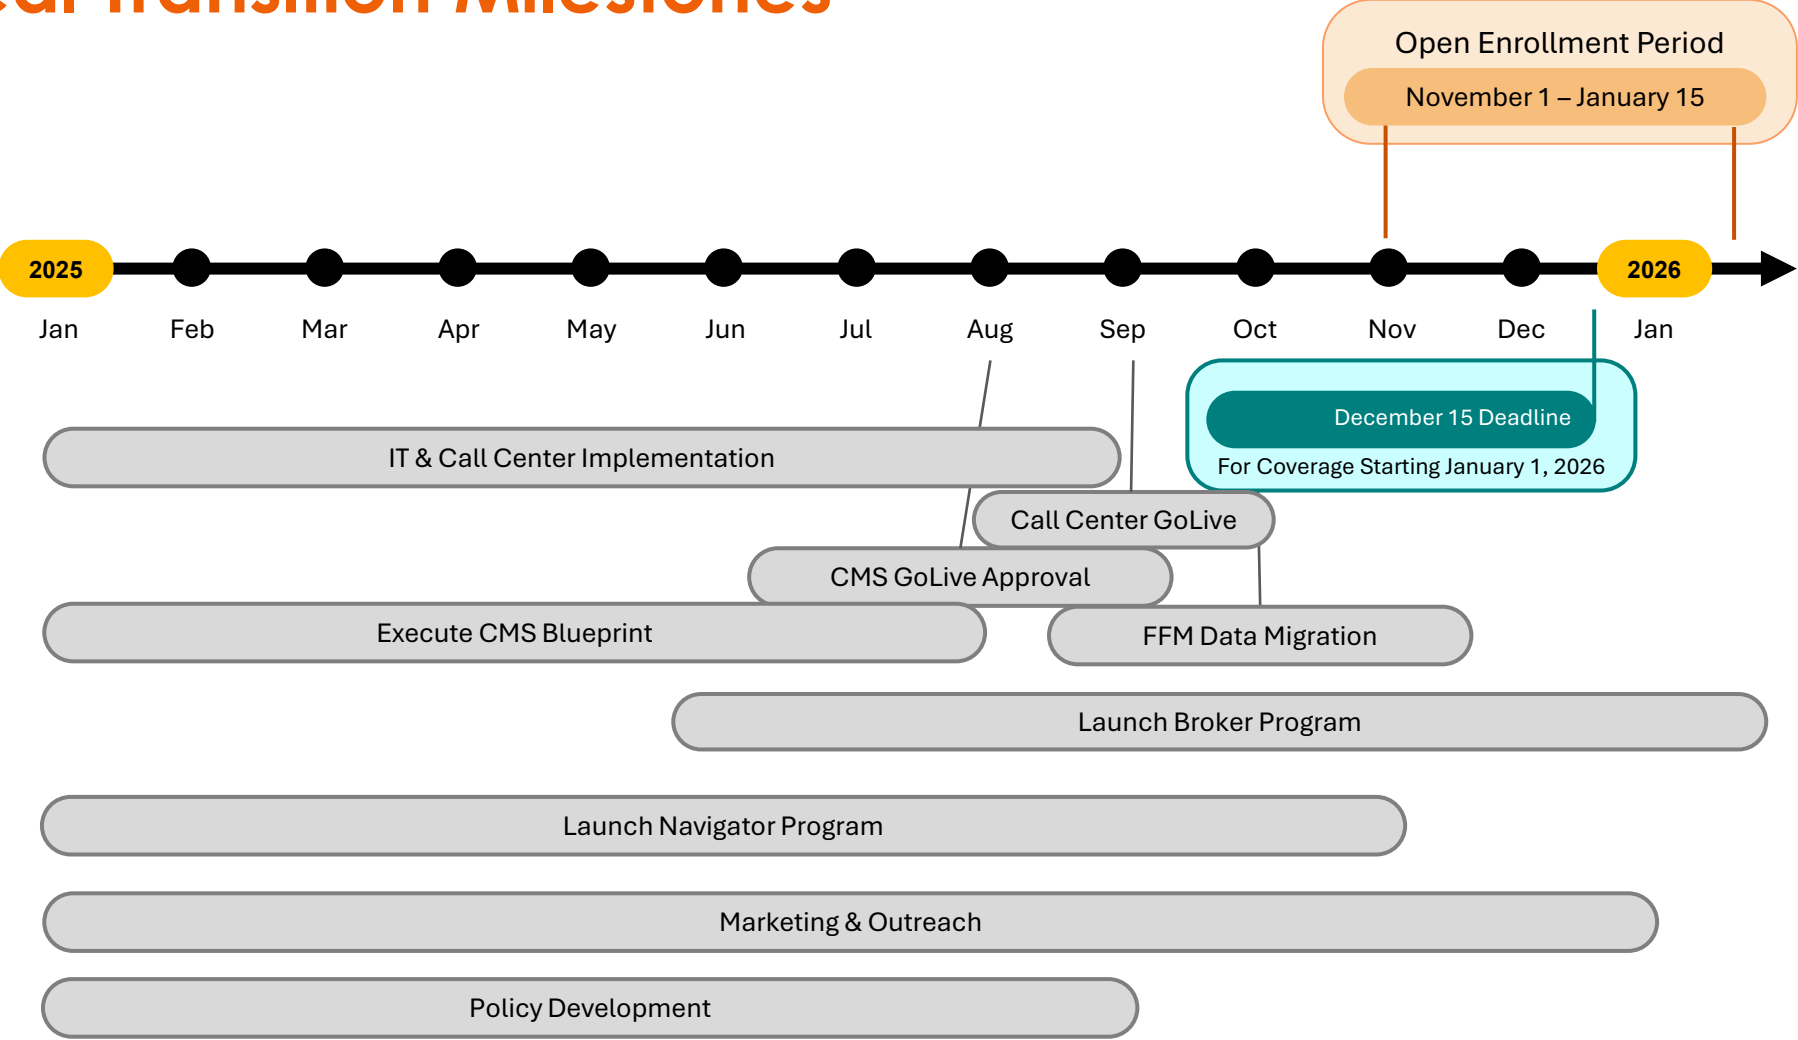 Transition Milestones
Open Enrollment Period
November 1 – January 15
2025
2026
Jan
Feb
Mar
Apr
May
Jun
Jul
Aug
Sep
Oct
Nov
Dec
Jan
December 15 Deadline
For Coverage Starting January 1, 2026
IT & Call Center Implementation
Call Center GoLive
CMS GoLive Approval
Execute CMS Blueprint
FFM Data Migration
Launch Broker Program
Launch Navigator Program
Marketing & Outreach
Policy Development